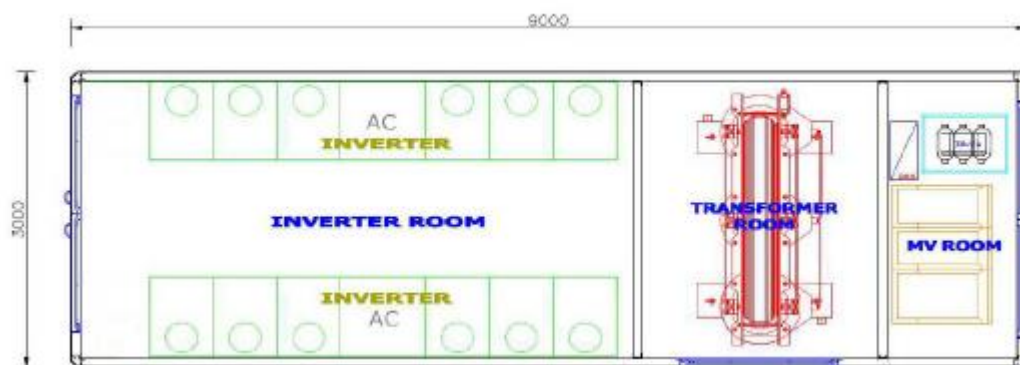 9000
3000
AC
INVERTER
INVERTER ROOM
TRANSFORMER
ROOM
MV ROOM
INVERTER
AC